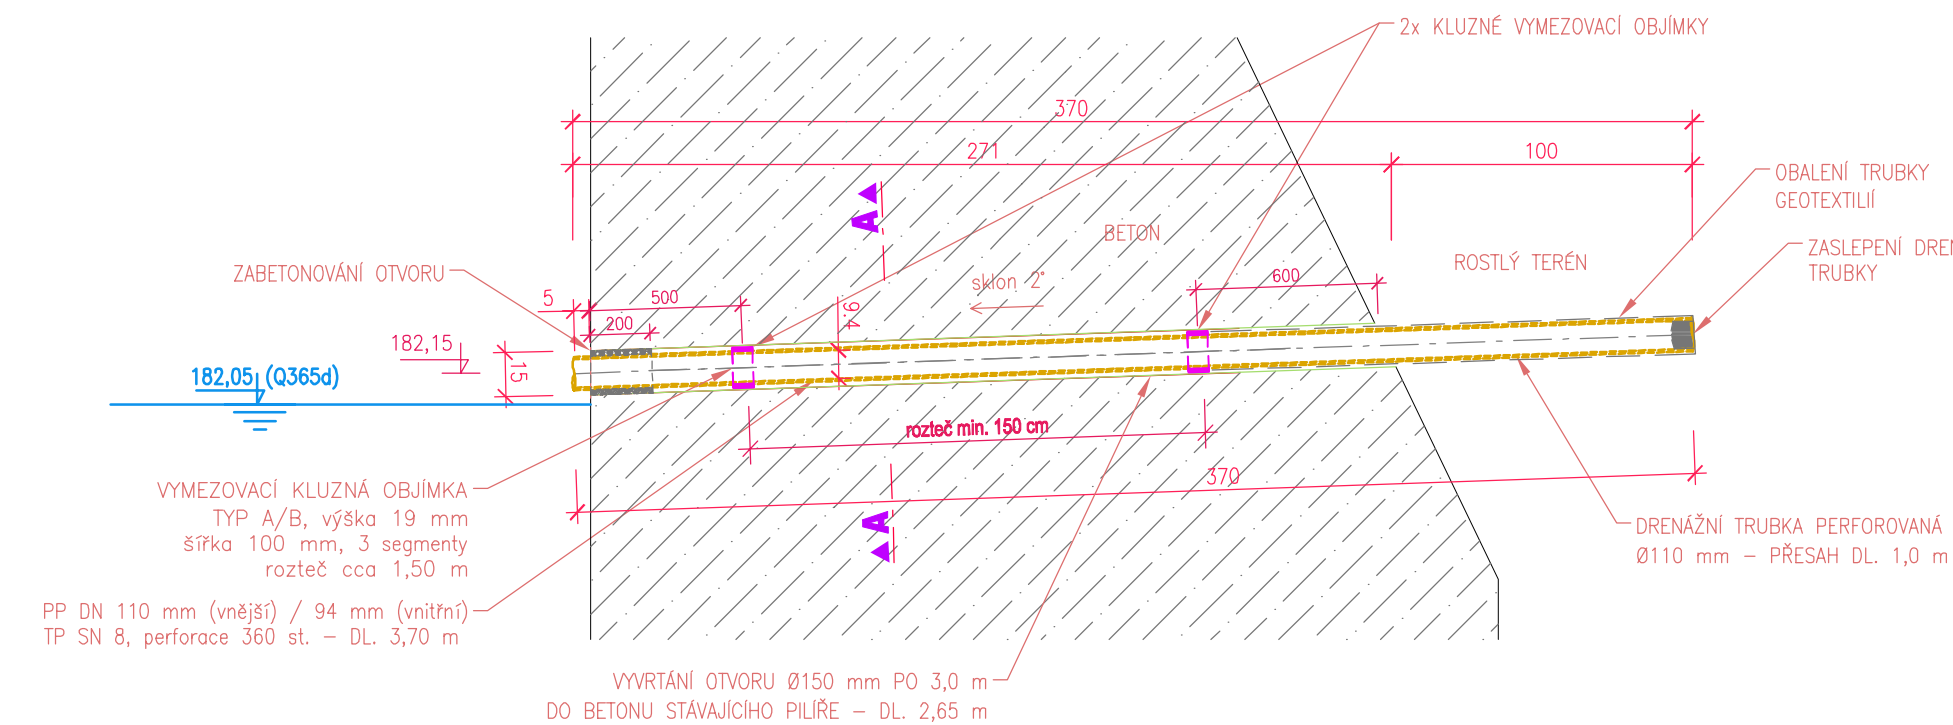 2x KLUZNÉ VYMEZOVACÍ OBJÍMKY
370
271
100
OBALENÍ TRUBKY
GEOTEXTILIÍ
A
BETON
ROSTLÝ TERÉN
ZASLEPENÍ DREN
TRUBKY
ZABETONOVÁNÍ OTVORU
sklon 2°
600
5
500
200
9.4
182,15
15
182,05 (Q365d)
rozteč min. 150 cm
370
VYMEZOVACÍ KLUZNÁ OBJÍMKA
TYP A/B, výška 19 mm
šířka 100 mm, 3 segmenty
rozteč cca 1,50 m
A
DRENÁŽNÍ TRUBKA PERFOROVANÁ
Ø110 mm – PŘESAH DL. 1,0 m
PP DN 110 mm (vnější) / 94 mm (vnitřní)
TP SN 8, perforace 360 st. – DL. 3,70 m
VYVRTÁNÍ OTVORU Ø150 mm PO 3,0 m
DO BETONU STÁVAJÍCÍHO PILÍŘE – DL. 2,65 m